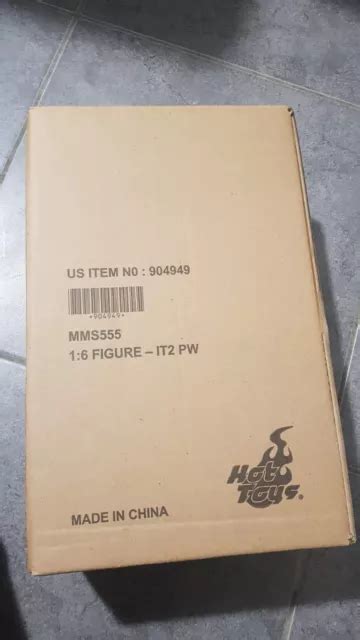 US ITEM N0 : 904949
*904949*
MMS555
1:6 FIGURE – IT2 PW
Hot
Toys.
MADE IN CHINA